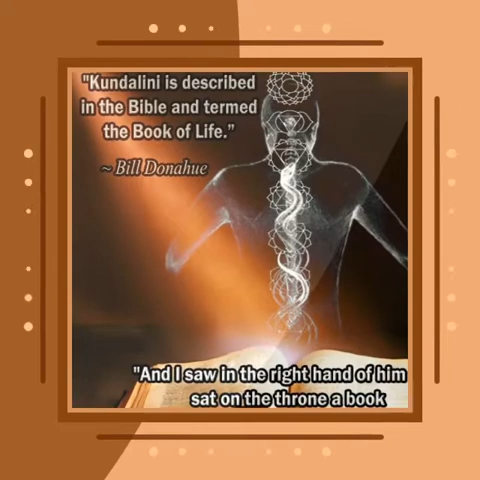 "Kundalini is described
in the Bible and termed
the Book of Life."
~ Bill Donahue
"And I saw in the right hand of him
sat on the throne a book